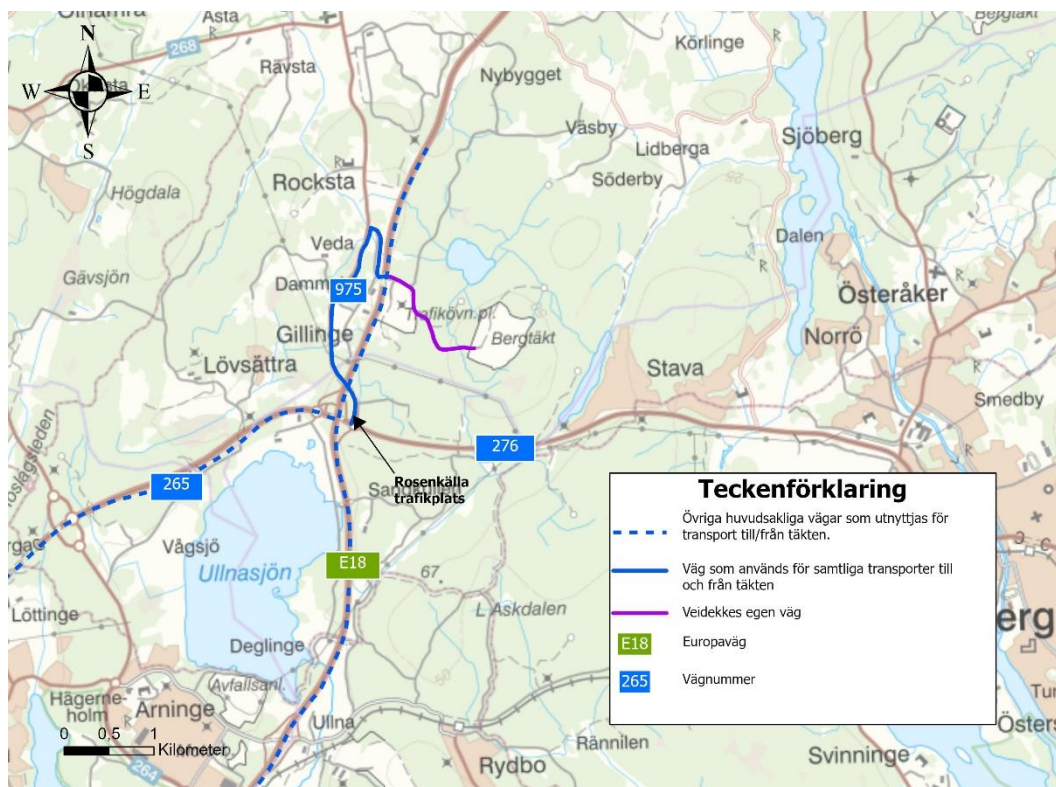 Asta
268
Rävsta
Körlinge
Bergtäkt
N
W E
S
Nybygget
Väsby
Lidberga
Sjöberg
Söderby
Rocksta
Högdala
Veda
Dalen
Gävsjön
975
Trafikövn.pl.
Bergtäkt
Österåker
Gillinge
Norrö
Lövsättra
Stava
Smedby
276
Rosenkälla
trafikplats
265
Vågsjö
Ullnasjön
E18
67
Löttinge
L Askdalen
Deglinge
Avfallsanl.
Hägerne-
holm
Arninge
Ullna
0 0,5 1
Kilometer
264
Rydbo
Rännilen
Svinninge
50
erg
Teckenförklaring
Övriga huvudsakliga vägar som utnyttjas för
transport till/från täkten.
Väg som används för samtliga transporter till
och från täkten
Veidekkes egen väg
E18 Europaväg
265 Vägnummer